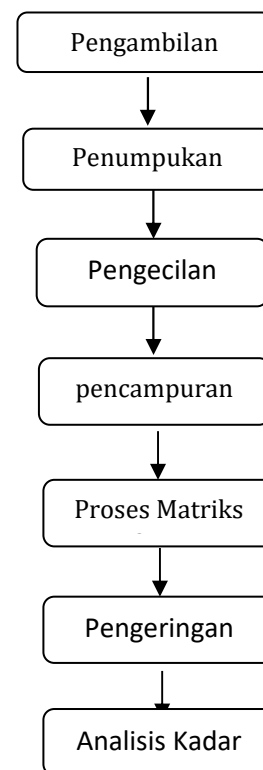 Pengambilan
Penumpukan
Pengecilan
pencampuran
Proses Matriks
Pengeringan
Analisis Kadar